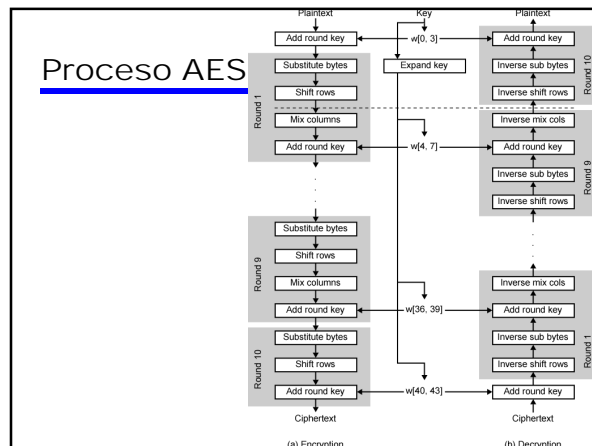 Proceso AES
Plaintext
Add round key
Round 1
Substitute bytes
Shift rows
Mix columns
Add round key
. . .
Round 9
Substitute bytes
Shift rows
Mix columns
Add round key
Round 10
Substitute bytes
Shift rows
Add round key
Ciphertext
(a) Encryption
Key
w[0, 3]
Expand key
w[4, 7]
w[36, 39]
w[40, 43]
Plaintext
Add round key
Inverse sub bytes
Inverse shift rows
Round 10
Inverse mix cols
Add round key
Inverse sub bytes
Inverse shift rows
Round 9
. . .
Inverse mix cols
Add round key
Inverse sub bytes
Inverse shift rows
Round 1
Add round key
Ciphertext
(b) Decryption